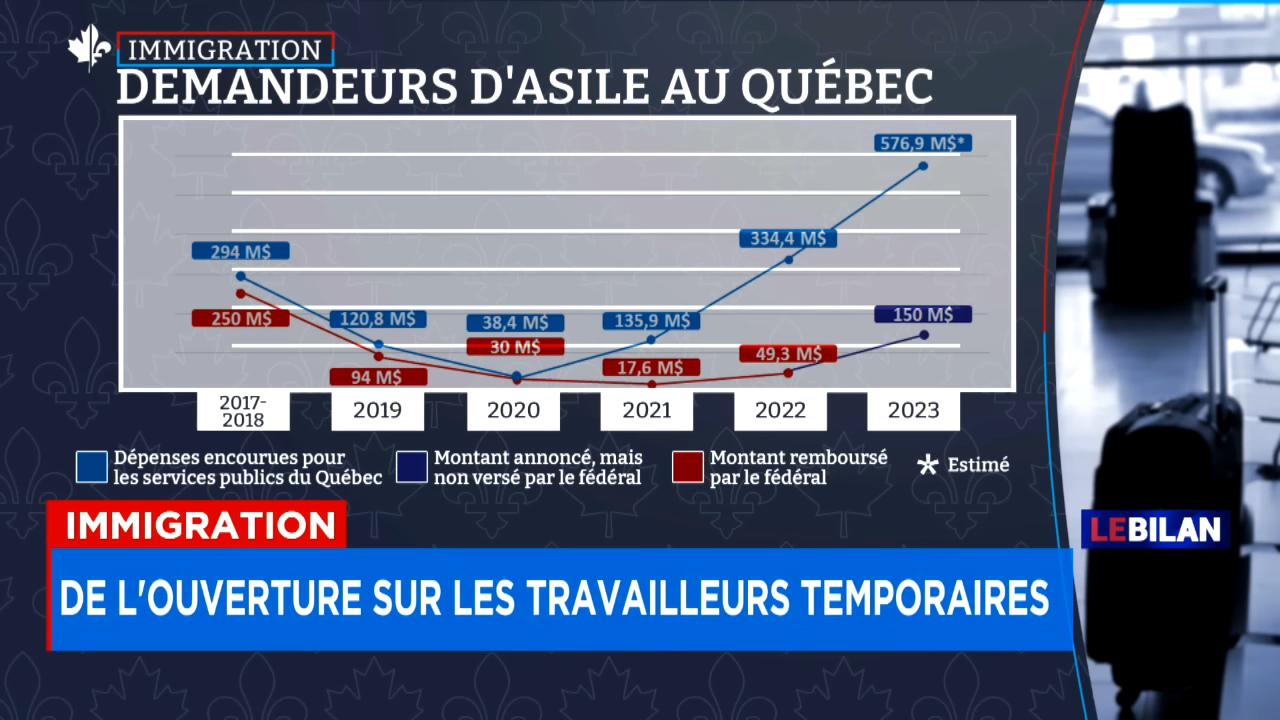 IMMIGRATION
DEMANDEURS D'ASILE AU QUÉBEC
576,9 M$*
294 M$
334,4 M$
250 M$
120,8 M$
38,4 M$
135,9 M$
150 M$
30 M$
49,3 M$
94 M$
17,6 M$
2017-
2018
2019
2020
2021
2022
2023
Dépenses encourues pour
les services publics du Québec
Montant annoncé, mais
non versé par le fédéral
Montant remboursé
par le fédéral
* Estimé
IMMIGRATION
LEBILAN
DE L'OUVERTURE SUR LES TRAVAILLEURS TEMPORAIRES